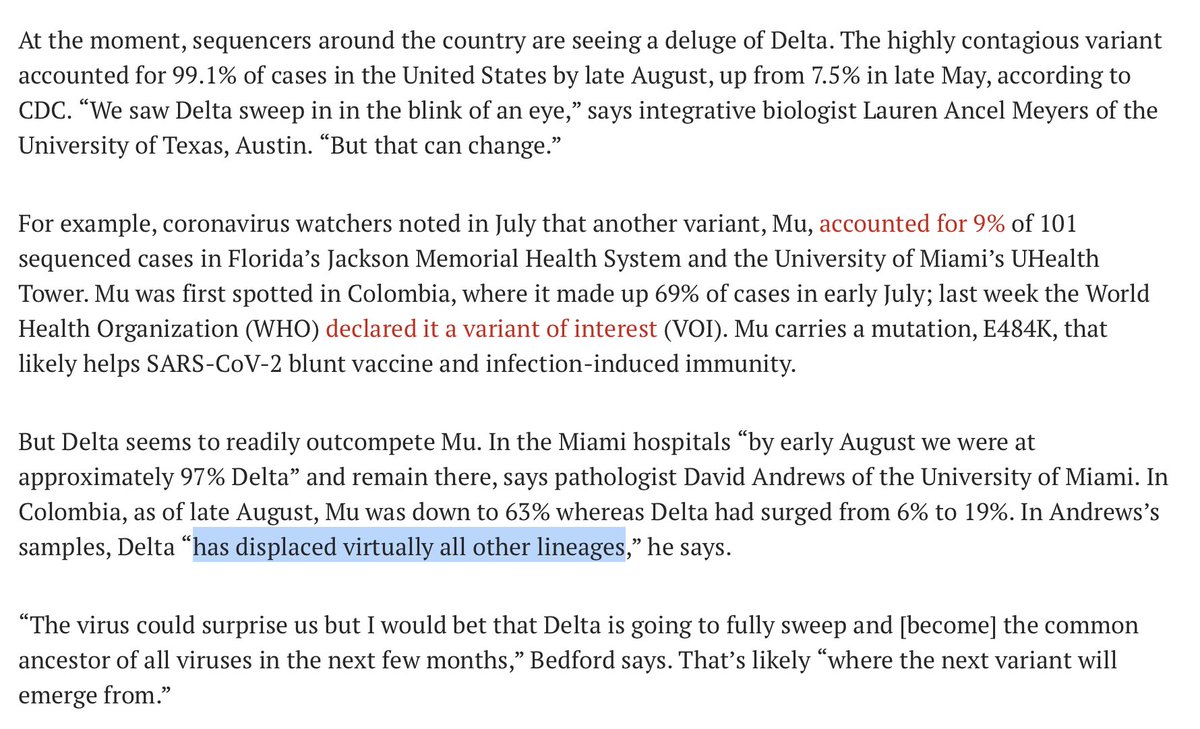 At the moment, sequencers around the country are seeing a deluge of Delta. The highly contagious variant
accounted for 99.1% of cases in the United States by late August, up from 7.5% in late May, according to
CDC. “We saw Delta sweep in in the blink of an eye,” says integrative biologist Lauren Ancel Meyers of the
University of Texas, Austin. “But that can change.”
For example, coronavirus watchers noted in July that another variant, Mu, accounted for 9% of 101
sequenced cases in Florida’s Jackson Memorial Health System and the University of Miami’s UHealth
Tower. Mu was first spotted in Colombia, where it made up 69% of cases in early July; last week the World
Health Organization (WHO) declared it a variant of interest (VOI). Mu carries a mutation, E484K, that
likely helps SARS-CoV-2 blunt vaccine and infection-induced immunity.
But Delta seems to readily outcompete Mu. In the Miami hospitals “by early August we were at
approximately 97% Delta” and remain there, says pathologist David Andrews of the University of Miami. In
Colombia, as of late August, Mu was down to 63% whereas Delta had surged from 6% to 19%. In Andrews’s
samples, Delta “has displaced virtually all other lineages,” he says.
“The virus could surprise us but I would bet that Delta is going to fully sweep and [become] the common
ancestor of all viruses in the next few months,” Bedford says. That’s likely “where the next variant will
emerge from.”